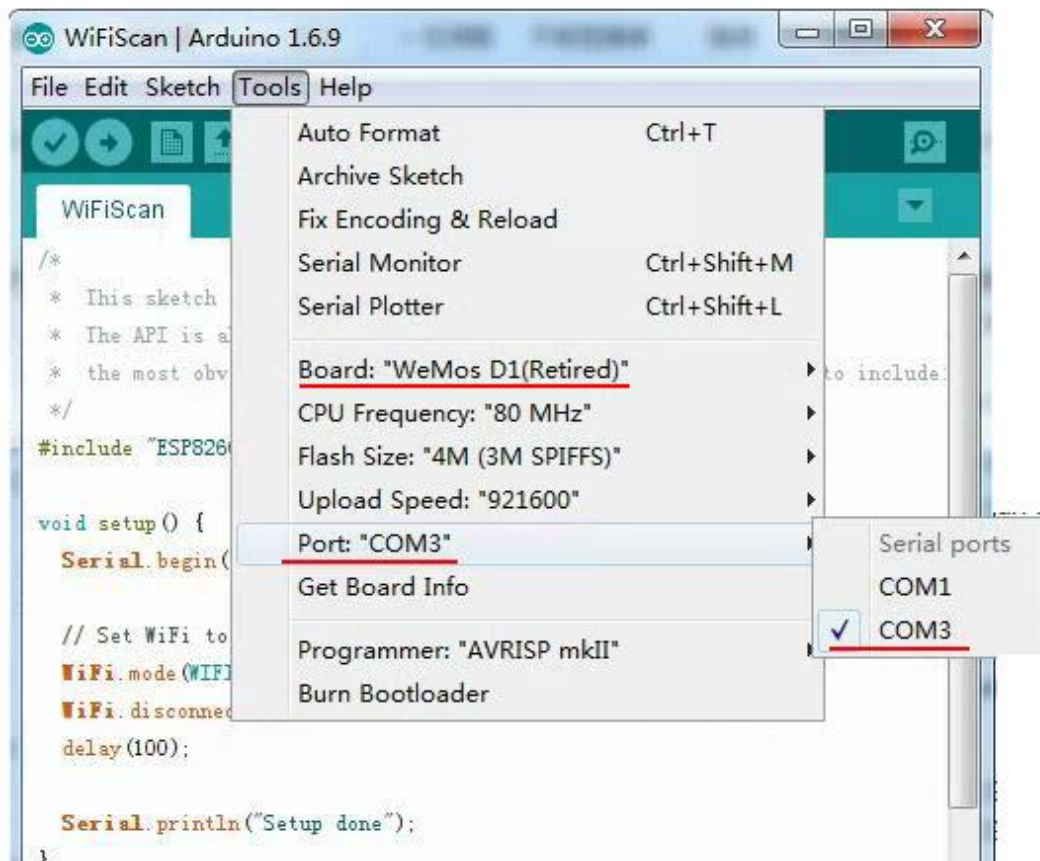 WiFiScan | Arduino 1.6.9
File Edit Sketch Tools Help
WiFiScan
Auto Format Ctrl+T
Archive Sketch
Fix Encoding & Reload
Serial Monitor Ctrl+Shift+M
Serial Plotter Ctrl+Shift+L
Board: "WeMos D1(Retired)"
CPU Frequency: "80 MHz"
Flash Size: "4M (3M SPIFFS)"
Upload Speed: "921600"
Port: "COM3"
Get Board Info
Programmer: "AVRISP mkII"
Burn Bootloader
Serial ports
COM1
COM3
/*
* This sketch
* The API is
* the most to include
*/
#include "ESP826
void setup() {
Serial.begin(
// Set WiFi to
WiFi.mode(WIFI
WiFi.disconnec
delay(100);
Serial.println("Setup done");
}